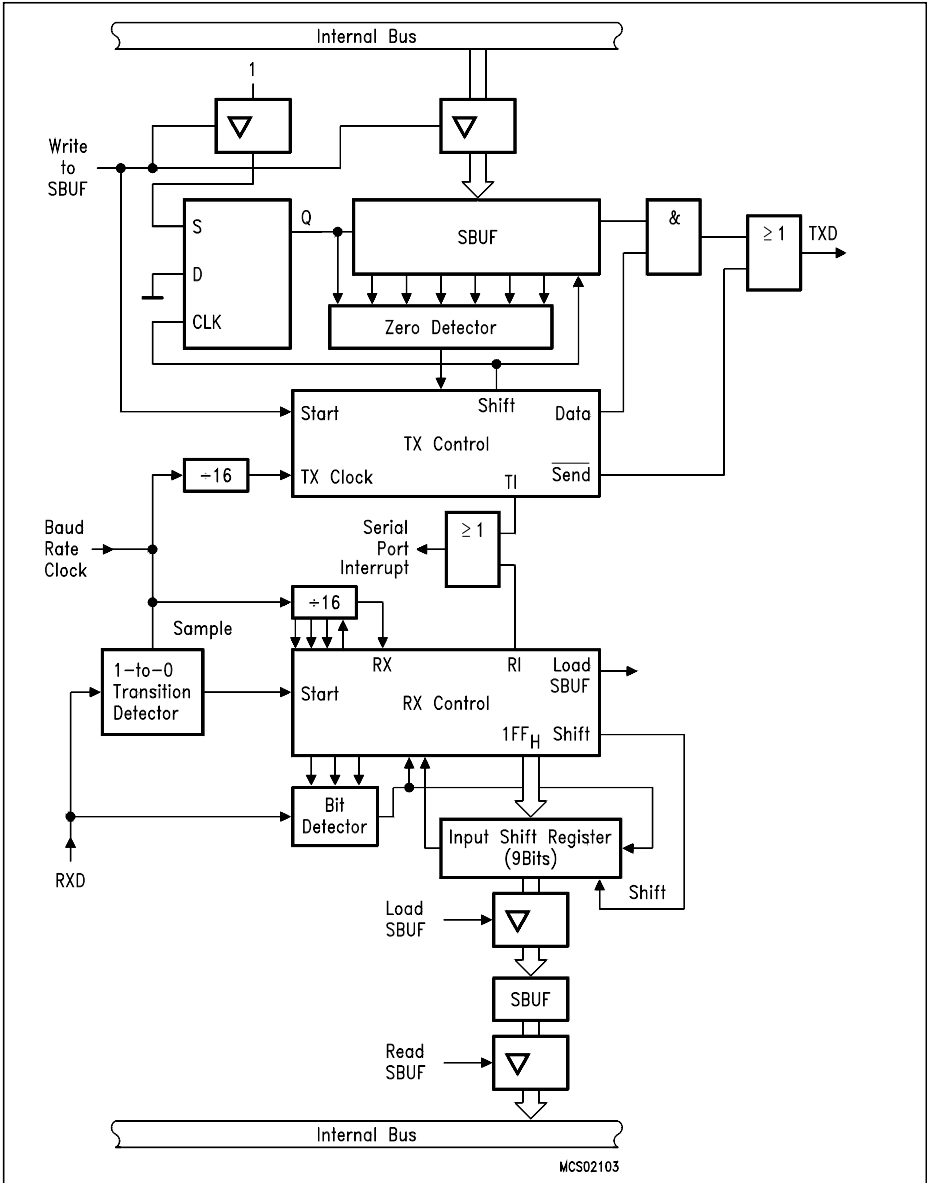 Internal Bus
1
Write
to
SBUF
S
D
CLK
Q
SBUF
&
≥1
TXD
Zero Detector
Start
Shift
Data
TX Control
TX Clock
TI
Send
÷16
Baud
Rate
Clock
Serial
Port
Interrupt
≥1
÷16
Sample
1-to-0
Transition
Detector
Start
RX
RI
Load
SBUF
RX Control
1FFH
Shift
Bit
Detector
Input Shift Register
(9Bits)
RXD
Shift
Load
SBUF
SBUF
Read
SBUF
Internal Bus
MCS02103